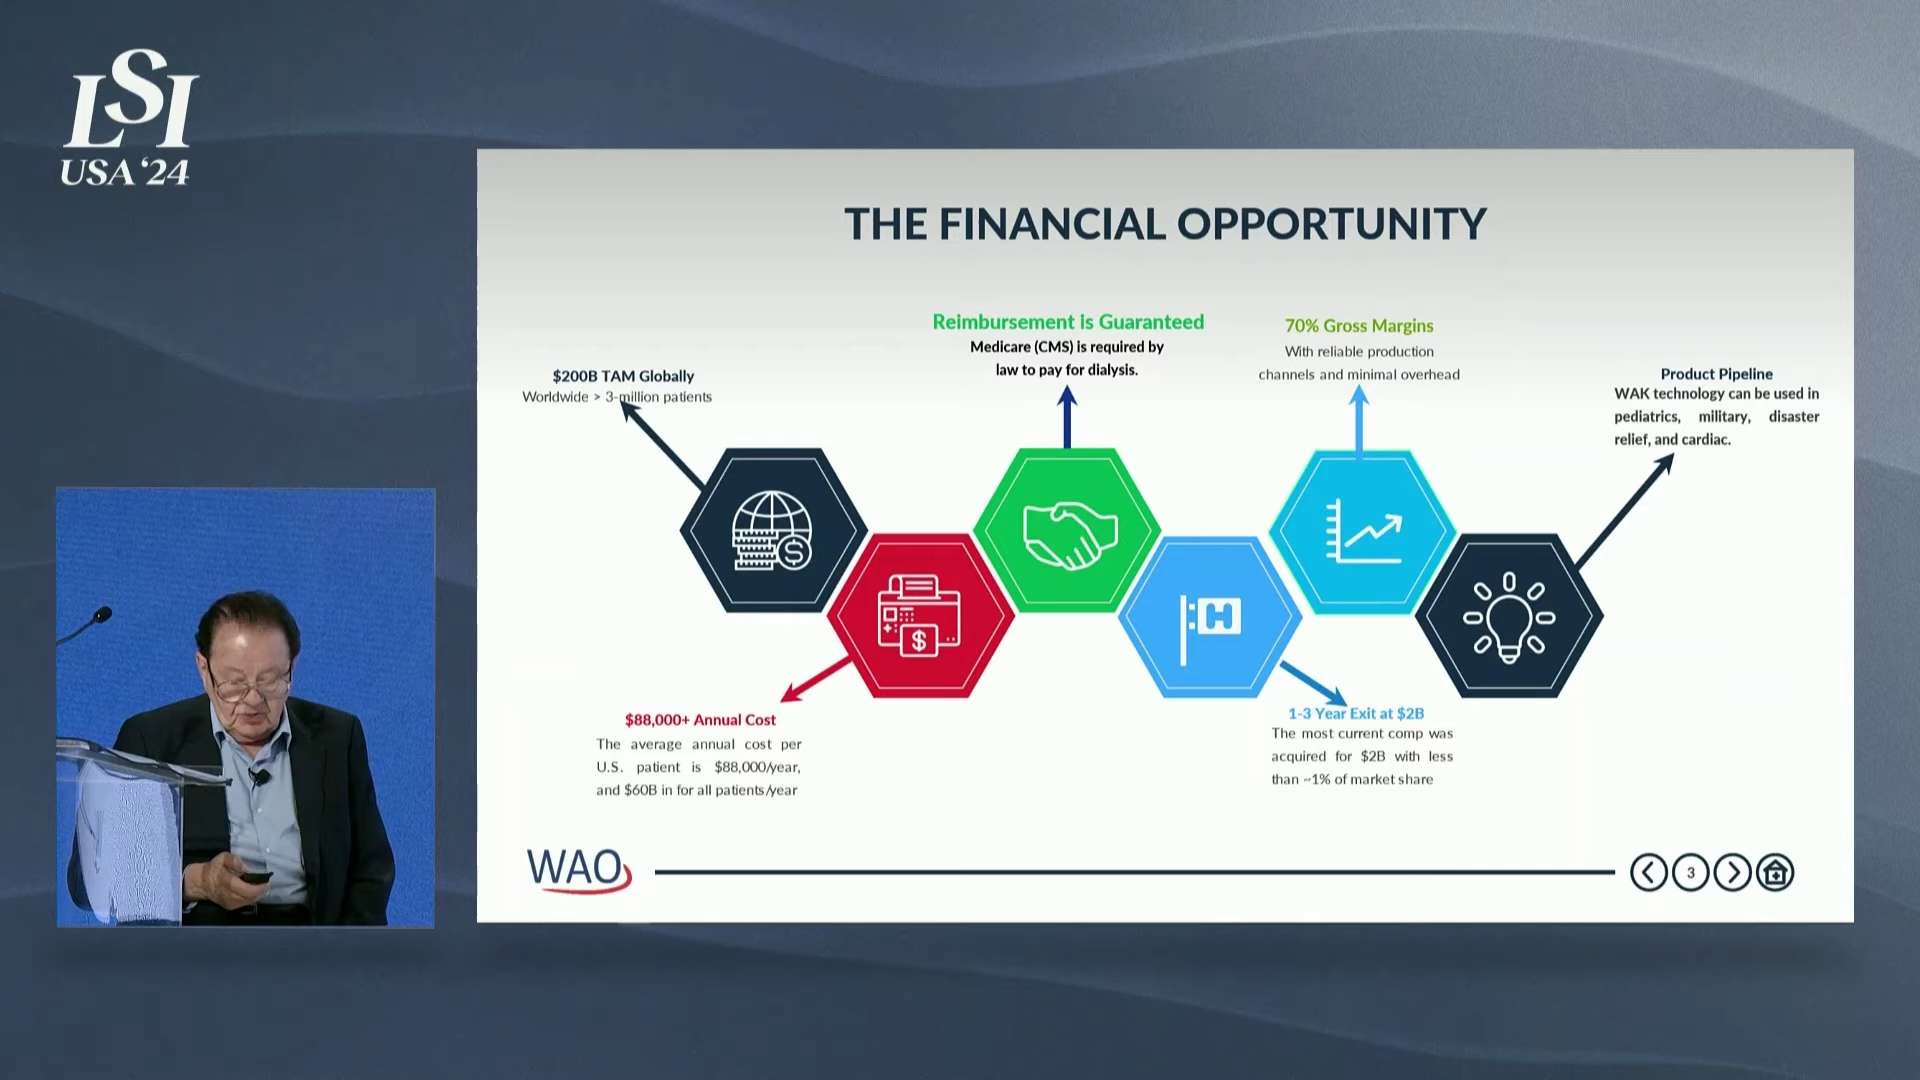 LSI
USA '24
THE FINANCIAL OPPORTUNITY
$200B TAM Globally
Worldwide > 3-million patients
Reimbursement is Guaranteed
Medicare (CMS) is required by
law to pay for dialysis.
70% Gross Margins
With reliable production
channels and minimal overhead
Product Pipeline
WAK technology can be used in
pediatrics, military, disaster
relief, and cardiac.
$
$
H
$88,000+ Annual Cost
The average annual cost per
U.S. patient is $88,000/year,
and $60B in for all patients/year
1-3 Year Exit at $2B
The most current comp was
acquired for $2B with less
than ~1% of market share
WAO
3